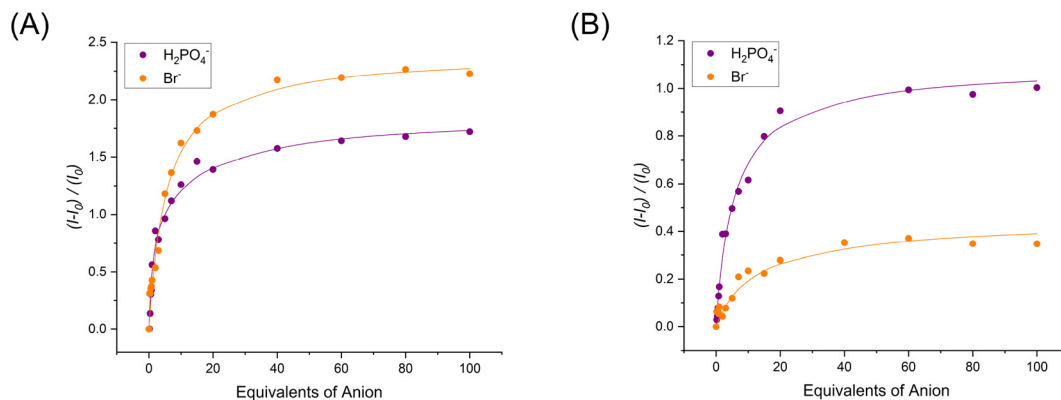 (A)
H₂PO₄⁻
Br⁻
(I-I₀) / (I₀)
2.5
2.0
1.5
1.0
0.5
0.0
0 20 40 60 80 100
Equivalents of Anion
(B)
H₂PO₄⁻
Br⁻
(I-I₀) / (I₀)
1.2
1.0
0.8
0.6
0.4
0.2
0.0
0 20 40 60 80 100
Equivalents of Anion